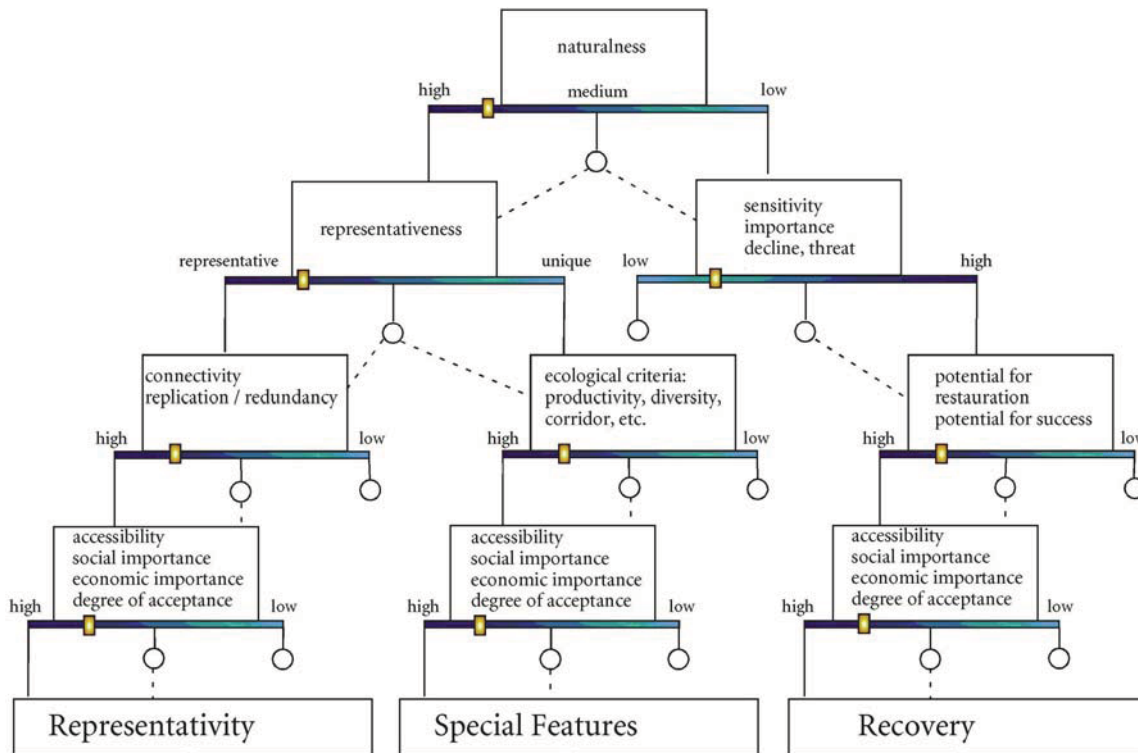 naturalness
high
medium
low
representativeness
sensitivity
importance
decline, threat
representative
unique
low
high
connectivity
replication / redundancy
ecological criteria:
productivity, diversity,
corridor, etc.
potential for
restauration
potential for success
high
low
high
low
high
low
accessibility
social importance
economic importance
degree of acceptance
accessibility
social importance
economic importance
degree of acceptance
accessibility
social importance
economic importance
degree of acceptance
high
low
high
low
high
low
Representativity
Special Features
Recovery